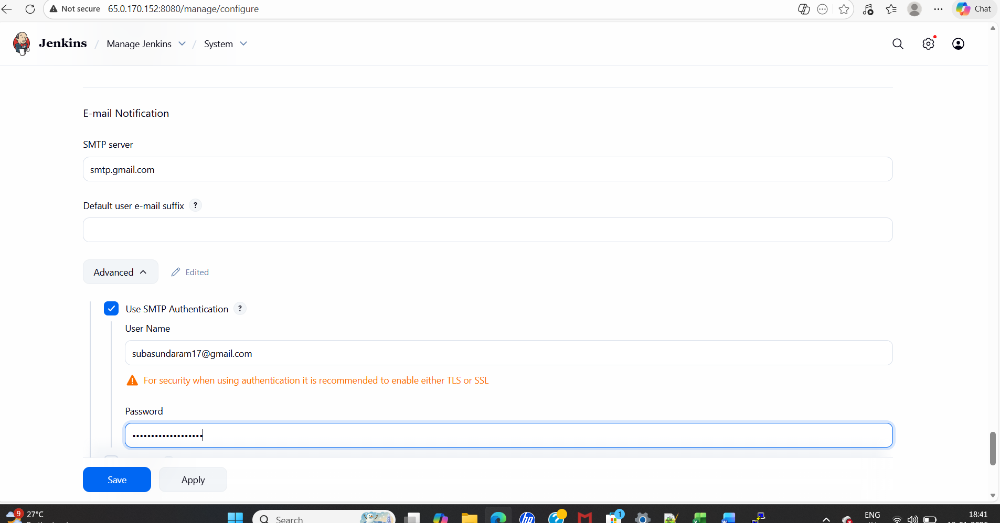 Not secure 65.0.170.152:8080/manage/configure
Chat
Jenkins / Manage Jenkins / System
E-mail Notification
SMTP server
smtp.gmail.com
Default user e-mail suffix ?
Advanced Edited
Use SMTP Authentication ?
User Name
subasundaram17@gmail.com
For security when using authentication it is recommended to enable either TLS or SSL
Password
•••••••••••••••••••
Save Apply
9 27°C
Search
hp
1
ENG
18:41